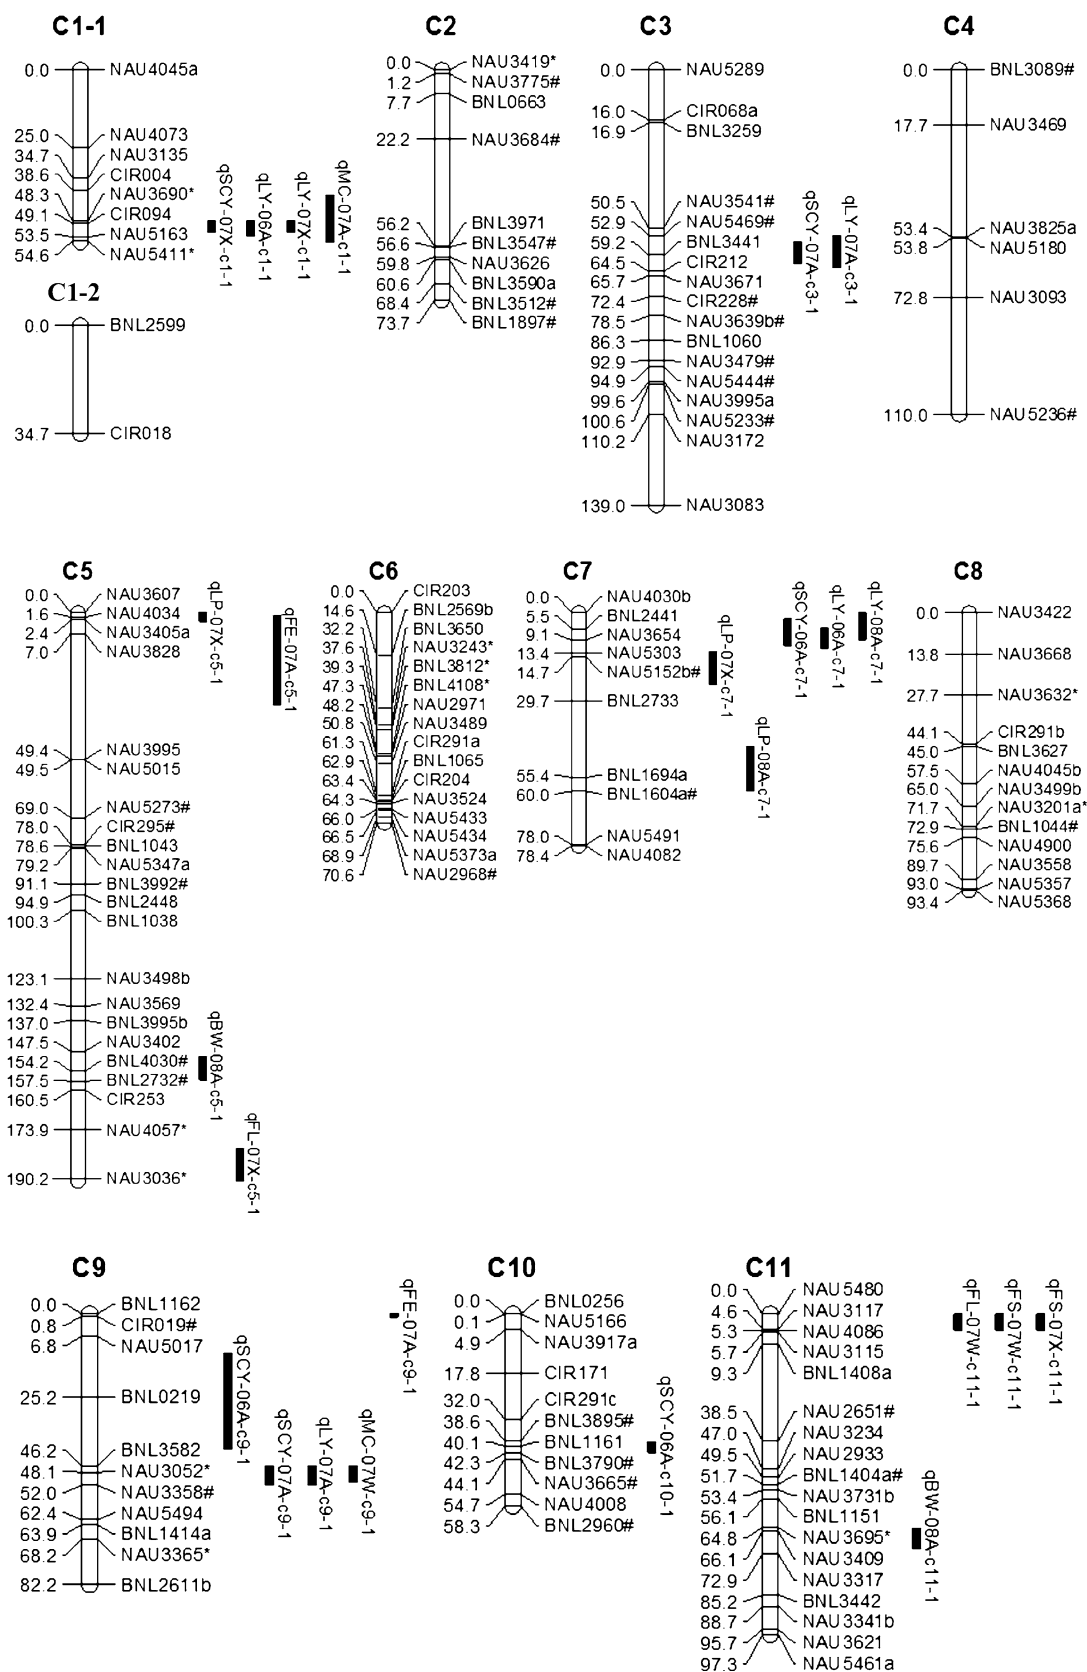 C1-1
0.0 NAU4045a
25.0 NAU4073
34.7 NAU3135
38.6 CIR004
48.3 NAU3690*
49.1 CIR094
53.5 NAU5163
54.6 NAU5411*
qSCY-07X-c1-1
qLY-06A-c1-1
qLY-07X-c1-1
qMC-07A-c1-1
C1-2
0.0 BNL2599
34.7 CIR018
C2
0.0 NAU3419*
1.2 NAU3775#
7.7 BNL0663
22.2 NAU3684#
56.2 BNL3971
56.6 BNL3547#
59.8 NAU3626
60.6 BNL3590a
68.4 BNL3512#
73.7 BNL1897#
C3
0.0 NAU5289
16.0 CIR068a
16.9 BNL3259
50.5 NAU3541#
52.9 NAU5469#
59.2 BNL3441
64.5 CIR212
65.7 NAU3671
72.4 CIR228#
78.5 NAU3639b#
86.3 BNL1060
92.9 NAU3479#
94.9 NAU5444#
99.6 NAU3995a
100.6 NAU5233#
110.2 NAU3172
139.0 NAU3083
qSCY-07A-c3-1
qLY-07A-c3-1
C4
0.0 BNL3089#
17.7 NAU3469
53.4 NAU3825a
53.8 NAU5180
72.8 NAU3093
110.0 NAU5236#
C5
0.0 NAU3607
1.6 NAU4034
2.4 NAU3405a
7.0 NAU3828
49.4 NAU3995
49.5 NAU5015
69.0 NAU5273#
78.0 CIR295#
78.6 BNL1043
79.2 NAU5347a
91.1 BNL3992#
94.9 BNL2448
100.3 BNL1038
123.1 NAU3498b
132.4 NAU3569
137.0 BNL3995b
147.5 NAU3402
154.2 BNL4030#
157.5 BNL2732#
160.5 CIR253
173.9 NAU4057*
190.2 NAU3036*
qLP-07X-c5-1
qFE-07A-c5-1
qBW-08A-c5-1
qFL-07X-c5-1
C6
0.0 CIR203
14.6 BNL2569b
32.2 BNL3650
37.6 NAU3243*
39.3 BNL3812*
47.3 BNL4108*
48.2 NAU2971
50.8 NAU3489
61.3 CIR291a
62.9 BNL1065
63.4 CIR204
64.3 NAU3524
66.0 NAU5433
66.5 NAU5434
68.9 NAU5373a
70.6 NAU2968#
C7
0.0 NAU4030b
5.5 BNL2441
9.1 NAU3654
13.4 NAU5303
14.7 NAU5152b#
29.7 BNL2733
55.4 BNL1694a
60.0 BNL1604a#
78.0 NAU5491
78.4 NAU4082
qLP-07X-c7-1
qLP-08A-c7-1
qSCY-06A-c7-1
qLY-06A-c7-1
qLY-08A-c7-1
C8
0.0 NAU3422
13.8 NAU3668
27.7 NAU3632*
44.1 CIR291b
45.0 BNL3627
57.5 NAU4045b
65.0 NAU3499b
71.7 NAU3201a*
72.9 BNL1044#
75.6 NAU4900
89.7 NAU3558
93.0 NAU5357
93.4 NAU5368
C9
0.0 BNL1162
0.8 CIR019#
6.8 NAU5017
25.2 BNL0219
46.2 BNL3582
48.1 NAU3052*
52.0 NAU3358#
62.4 NAU5494
63.9 BNL1414a
68.2 NAU3365*
82.2 BNL2611b
qSCY-06A-c9-1
qSCY-07A-c9-1
qLY-07A-c9-1
qMC-07W-c9-1
qFE-07A-c9-1
C10
0.0 BNL0256
0.1 NAU5166
4.9 NAU3917a
17.8 CIR171
32.0 CIR291c
38.6 BNL3895#
40.1 BNL1161
42.3 BNL3790#
44.1 NAU3665#
54.7 NAU4008
58.3 BNL2960#
qSCY-06A-c10-1
C11
0.0 NAU5480
4.6 NAU3117
5.3 NAU4086
5.7 NAU3115
9.3 BNL1408a
38.5 NAU2651#
47.0 NAU3234
49.5 NAU2933
51.7 BNL1404a#
53.4 NAU3731b
56.1 BNL1151
64.8 NAU3695*
66.1 NAU3409
72.9 NAU3317
85.2 BNL3442
88.7 NAU3341b
95.7 NAU3621
97.3 NAU5461a
qBW-08A-c11-1
qFL-07W-c11-1
qFS-07W-c11-1
qFS-07X-c11-1